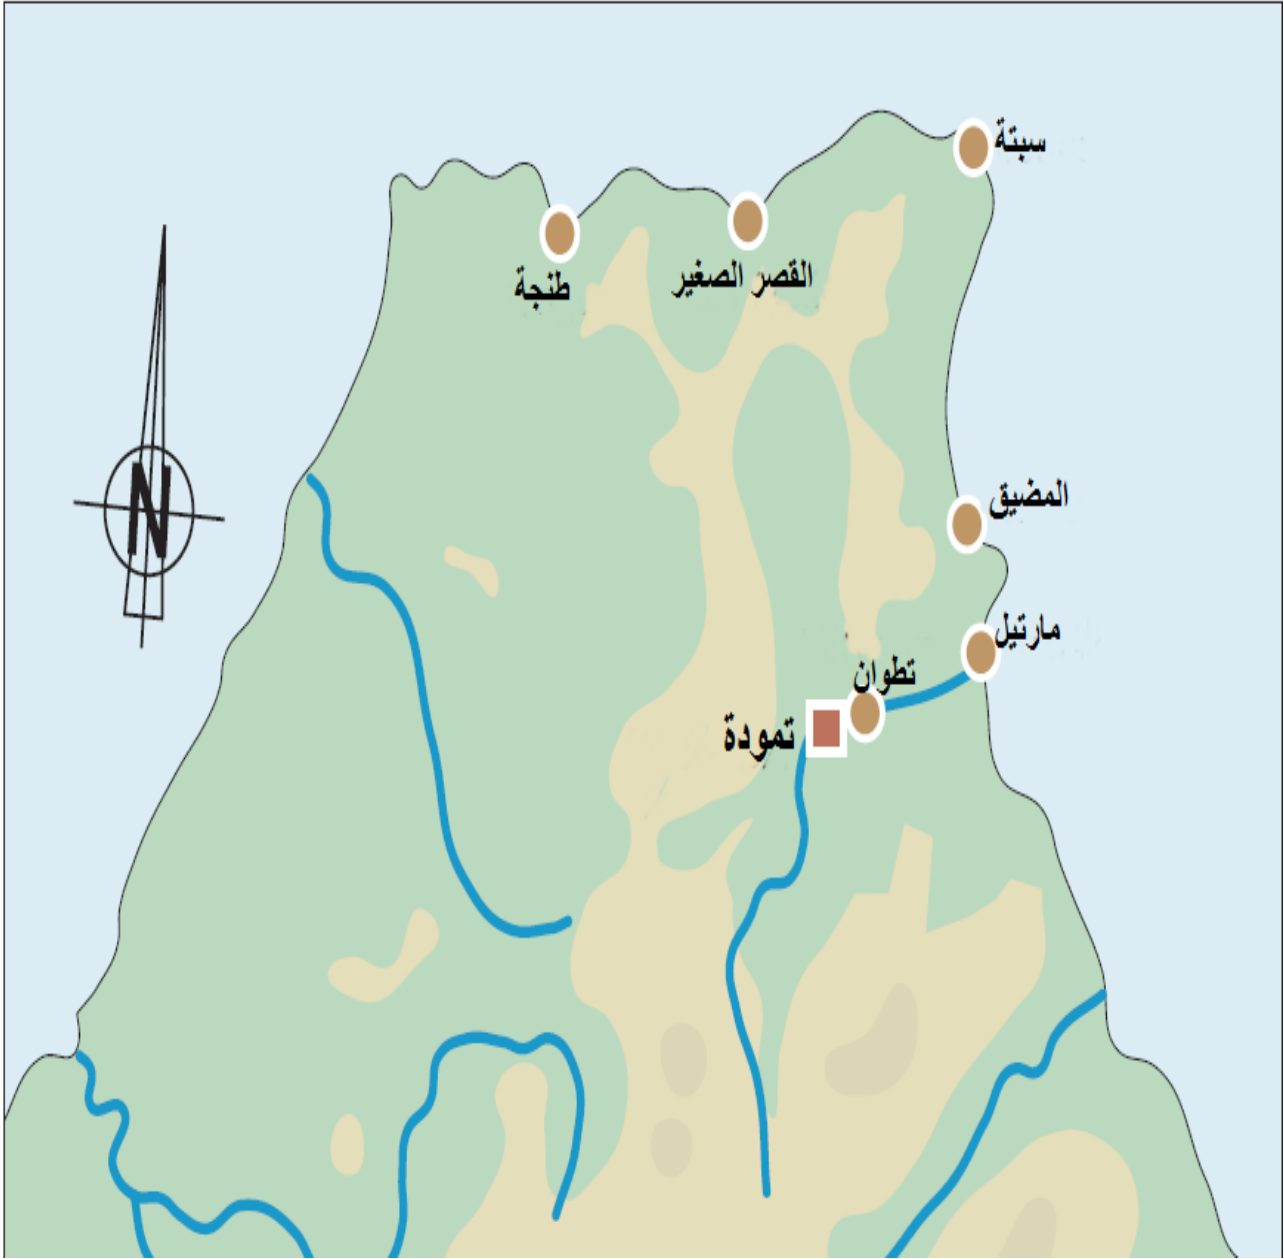 سبتة
القصر الصغير
طنجة
N
المضيق
مارتيل
تطوان
تمودة